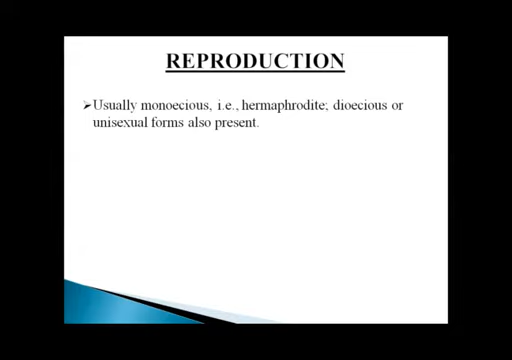 REPRODUCTION
➢Usually monoecious, i.e., hermaphrodite; dioecious or
unisexual forms also present.